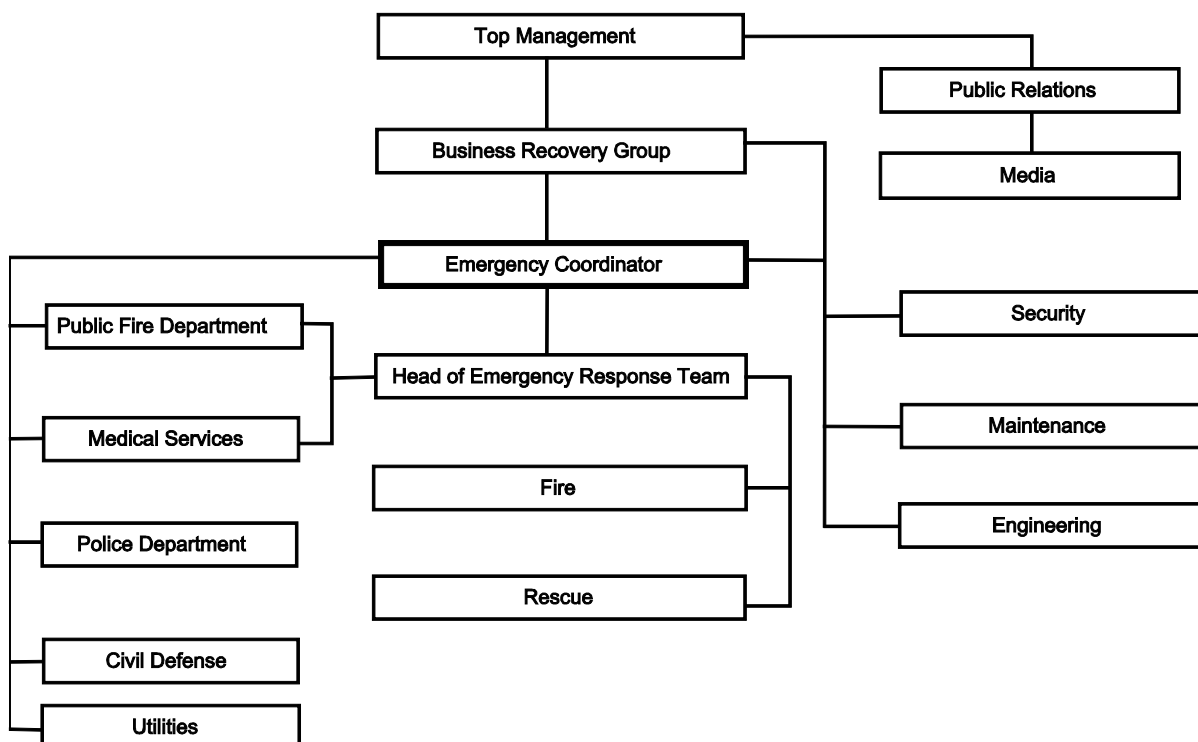 Top Management
Public Relations
Business Recovery Group
Media
Emergency Coordinator
Public Fire Department
Security
Head of Emergency Response Team
Medical Services
Maintenance
Fire
Engineering
Police Department
Rescue
Civil Defense
Utilities